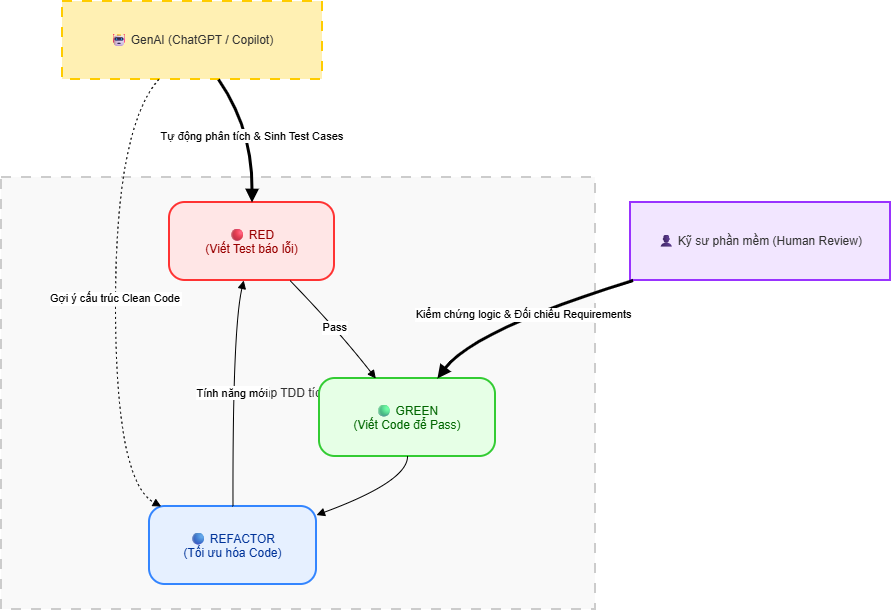 GenAI (ChatGPT / Copilot)
Tự động phân tích & Sinh Test Cases
RED
(Viết Test báo lỗi)
Kỹ sư phần mềm (Human Review)
Gợi ý cấu trúc Clean Code
Kiểm chứng logic & Đối chiếu Requirements
Pass
Tính năng mới TDD
GREEN
(Viết Code để Pass)
REFACTOR
(Tối ưu hóa Code)